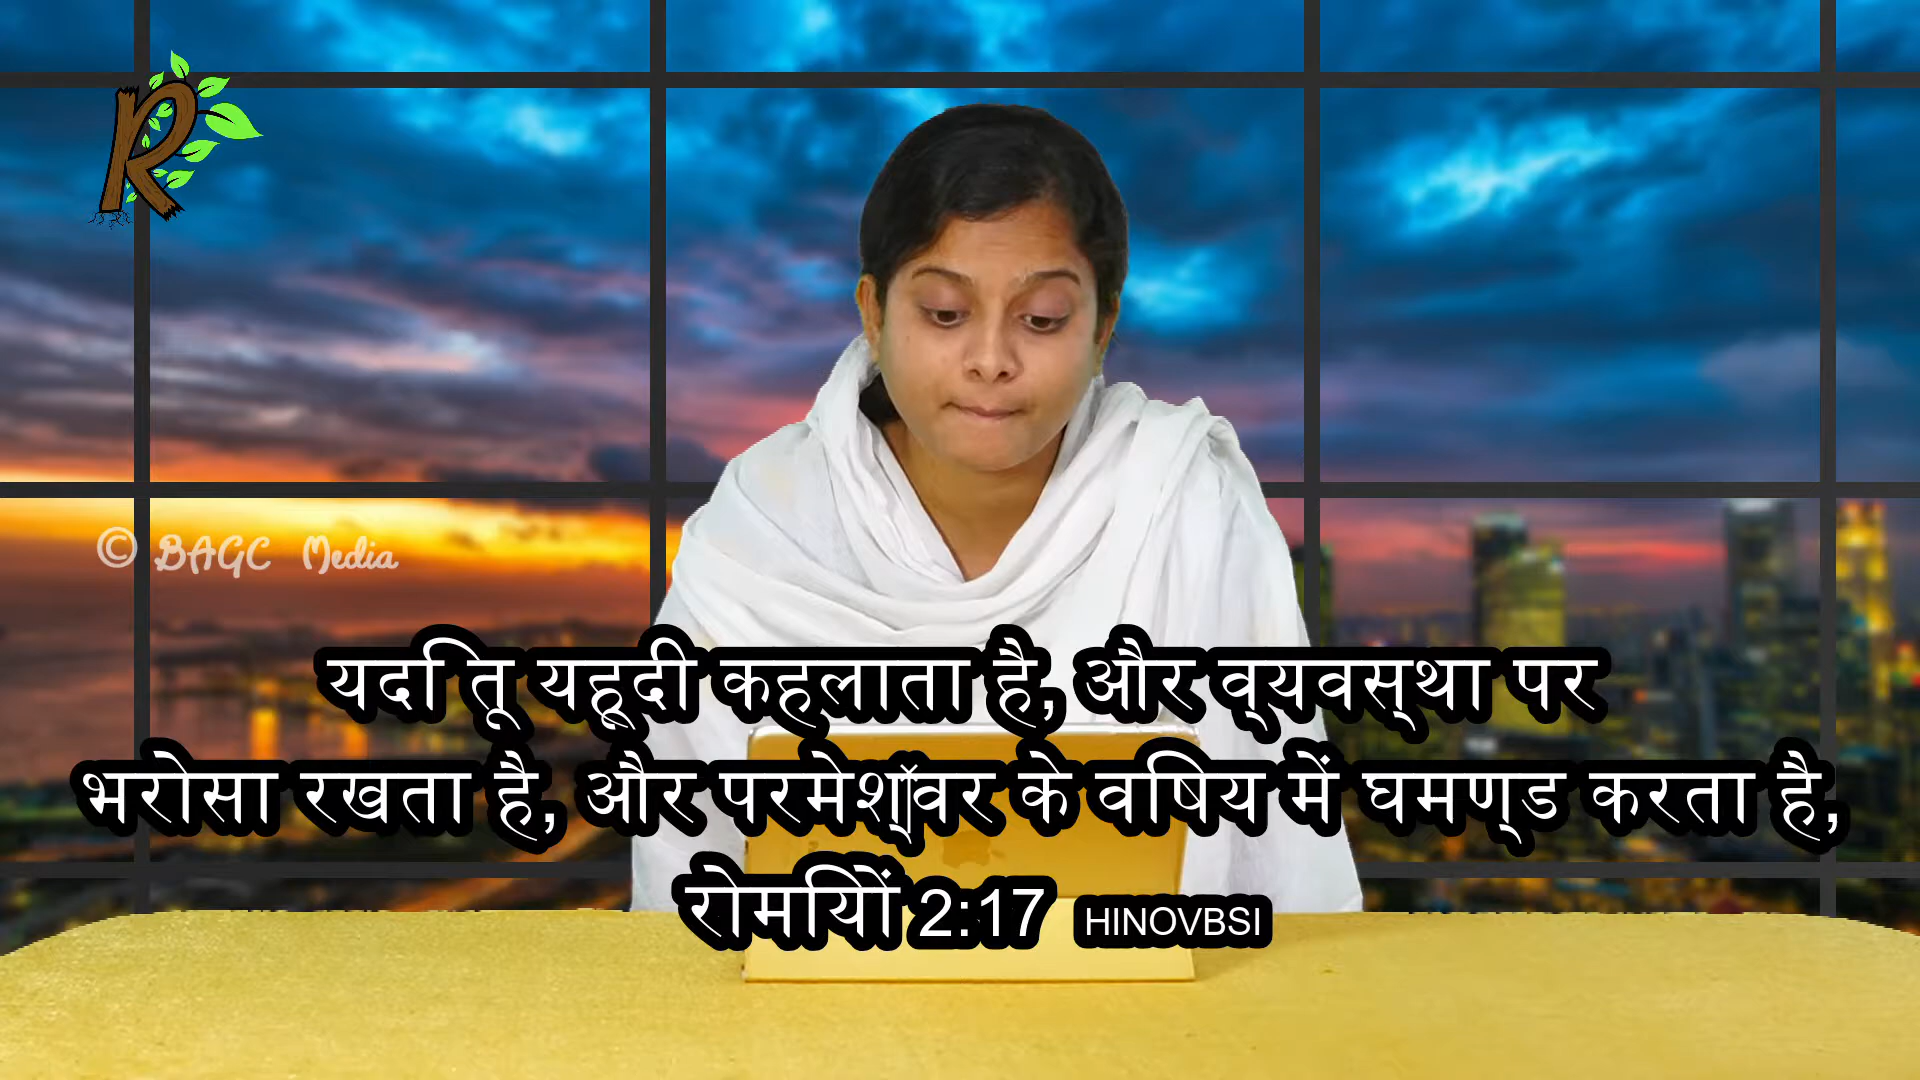 R
© BAGC Media
यदि तू यहूदी कहलाता है, और व्यवस्था पर
भरोसा रखता है, और परमेश्‍वर के विषय में घमण्ड करता है,
रोमियों 2:17 HINOVBSI